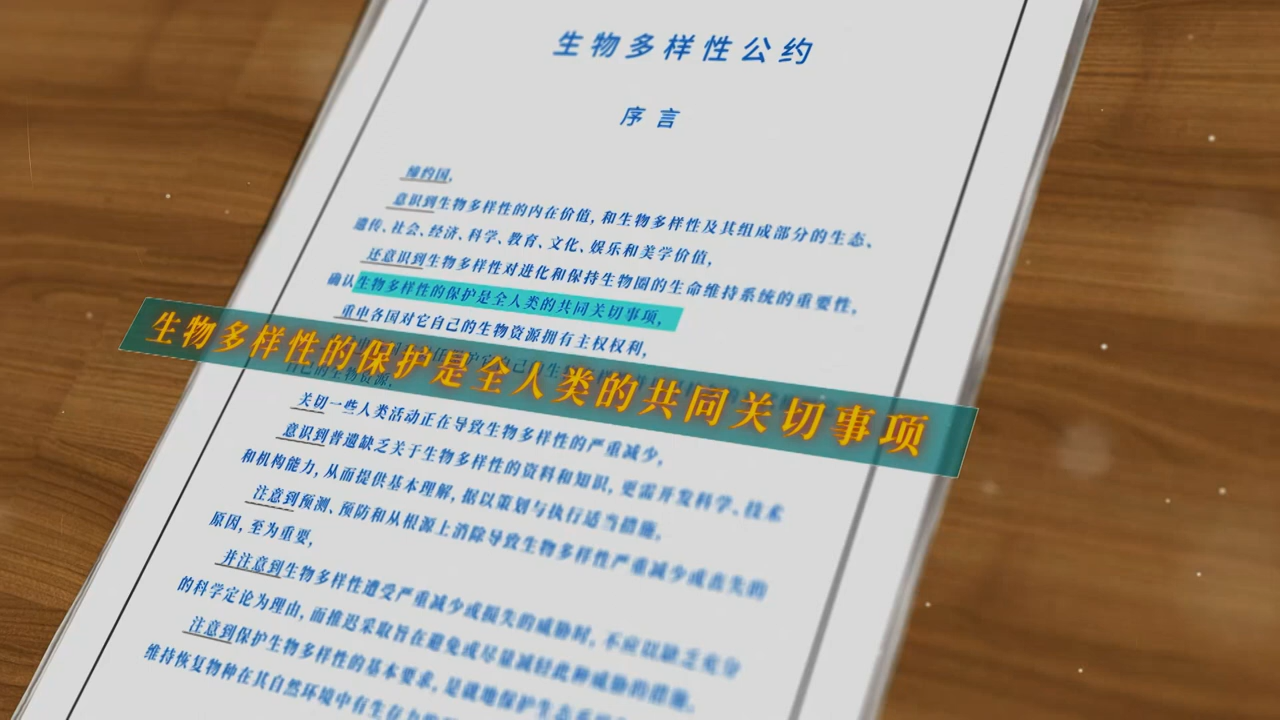 生物多样性公约
序言
缔约国,
意识到生物多样性的内在价值, 和生物多样性及其组成部分的生态、
遗传、社会、经济、科学、教育、文化、娱乐和美学价值,
还意识到生物多样性对进化和保持生物圈的生命维持系统的重要性,
确认生物多样性的保护是全人类的共同关切事项,
重申各国对它自己的生物资源拥有主权权利,
生物多样性的保护是全人类的共同关切事项
自己的生物资源,
关切一些人类活动正在导致生物多样性的严重减少,
意识到普遍缺乏关于生物多样性的资料和知识, 更需开发科学、技术
和机构能力, 从而提供基本理解, 据以策划与执行适当措施。
注意到预测、预防和从根源上消除导致生物多样性严重减少或丧失的
原因, 至为重要,
并注意到生物多样性遭受严重减少或损失的威胁时, 不应以缺乏充分
的科学定论为理由, 而推迟采取旨在避免或尽量减轻此种威胁的措施。
注意到保护生物多样性的基本要求, 是就地保护生态系
维持恢复物种在其自然环境中有生存力的